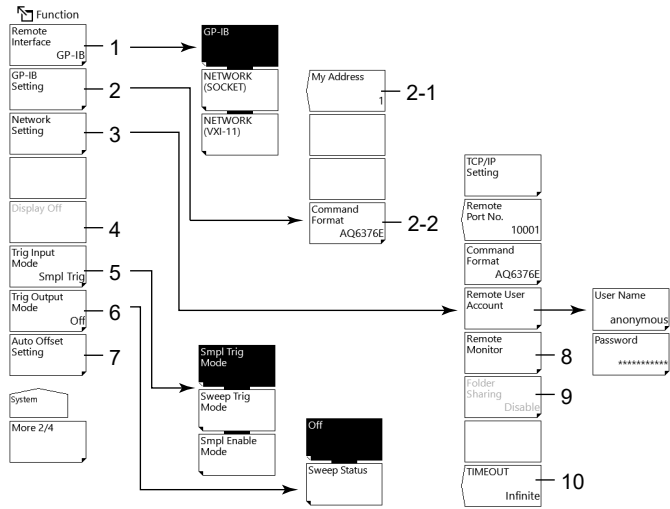 Function
Remote
Interface
GP-IB
1
GP-IB
Setting
2
Network
Setting
3
Display Off
4
Trig Input
Mode
Smpl Trig
5
Trig Output
Mode
Off
6
Auto Offset
Setting
7
System
More 2/4
GP-IB
NETWORK
(SOCKET)
NETWORK
(VXI-11)
My Address
1
2-1
Command
Format
AQ6376E
2-2
Smpl Trig
Mode
Sweep Trig
Mode
Smpl Enable
Mode
Off
Sweep Status
TCP/IP
Setting
Remote
Port No.
10001
Command
Format
AQ6376E
Remote User
Account
Remote
Monitor
8
Folder
Sharing
Disable
9
TIMEOUT
Infinite
10
User Name
anonymous
Password
***********